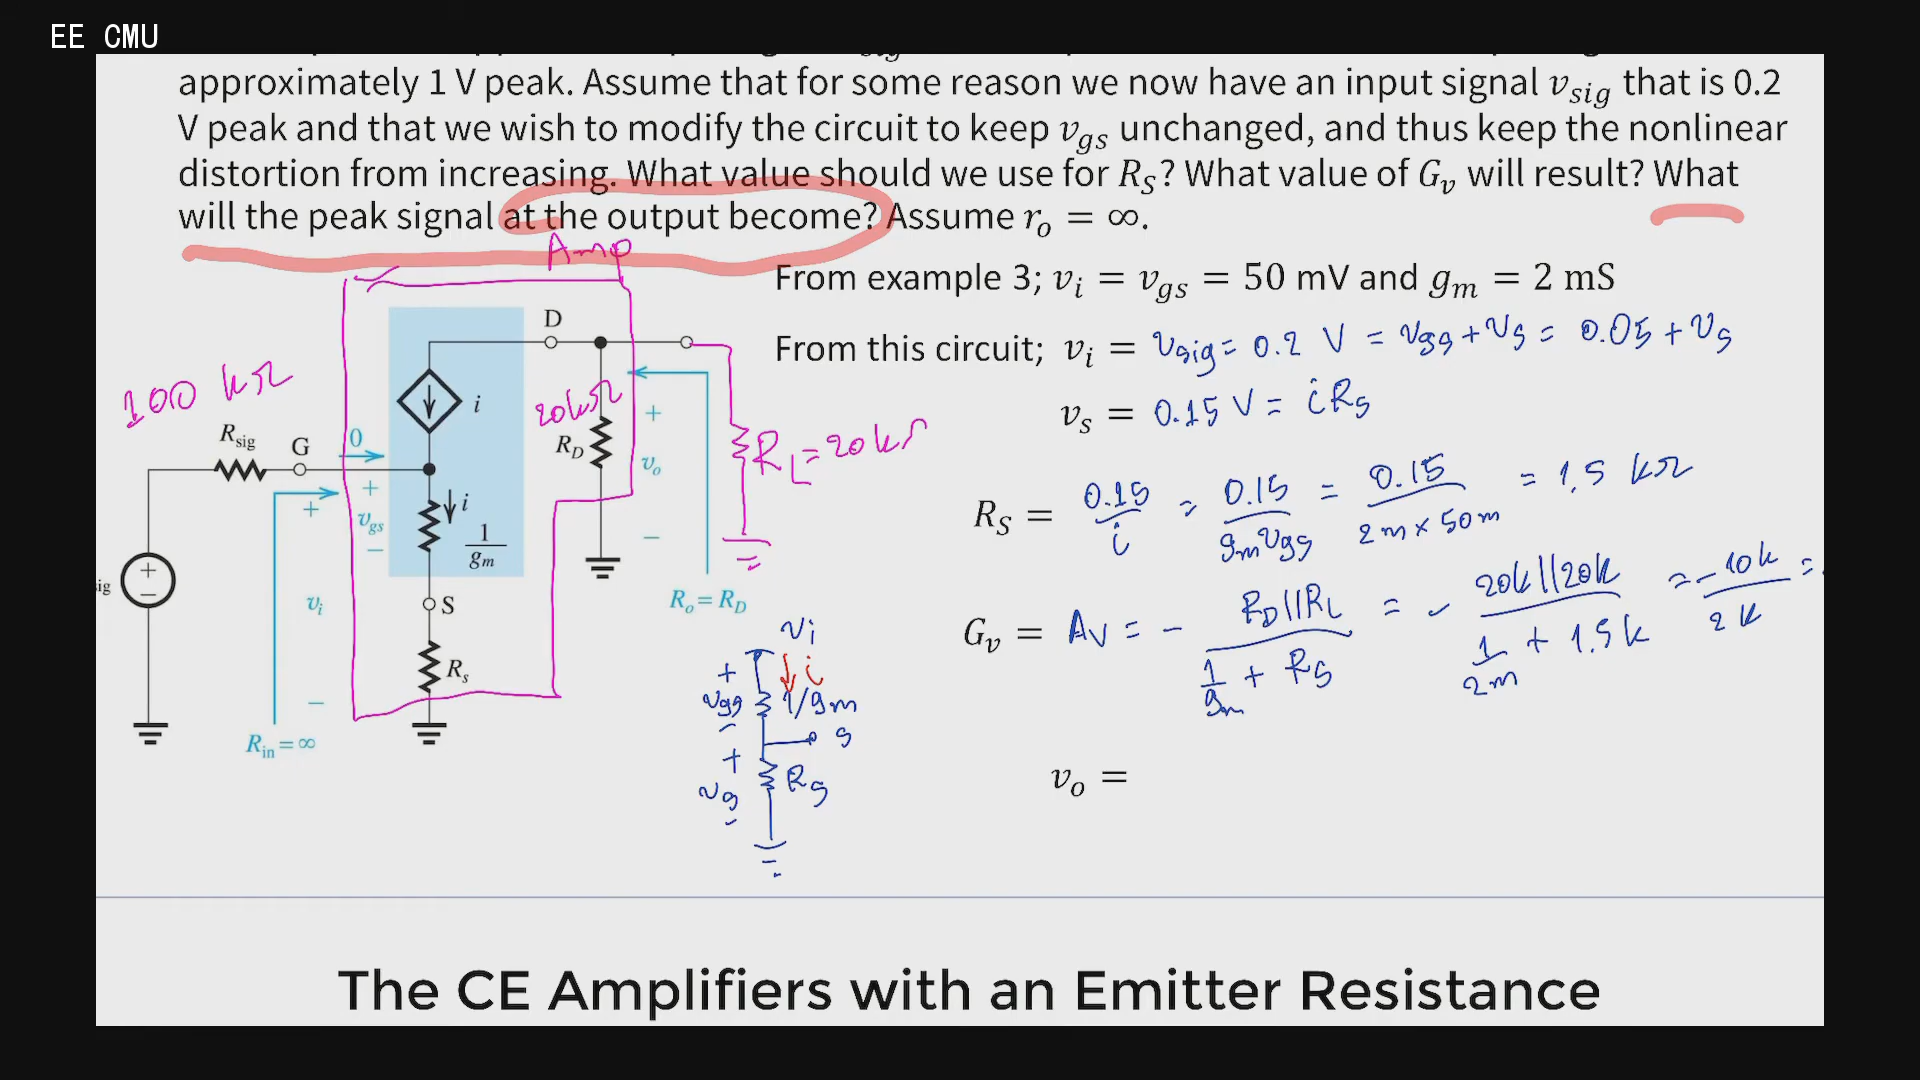 EE CMU
approximately 1 V peak. Assume that for some reason we now have an input signal v_sig that is 0.2
V peak and that we wish to modify the circuit to keep v_gs unchanged, and thus keep the nonlinear
distortion from increasing. What value should we use for R_S? What value of G_v will result? What
will the peak signal at the output become? Assume r_o = ∞.
Amp
From example 3; v_i = v_gs = 50 mV and g_m = 2 mS
From this circuit; v_i = v_sig = 0.2 V = v_gs + v_s = 0.05 + v_s
v_s = 0.15 V = i R_S
R_S = 0.15/i = 0.15/(g_m v_gs) = 0.15/(2m × 50m) = 1.5 kΩ
G_v = A_v = - (R_D||R_L)/(1/g_m + R_S) = - (20k||20k)/(1/2m + 1.5k) = -10k/2k =
v_o =
100 kΩ
R_sig
G
0
D
i
20kΩ
R_D
+
v_o
−
R_L = 20k
+
v_gs
−
i
1/g_m
+
v_i
−
S
R_s
ig
+
−
R_in = ∞
R_o = R_D
v_i
i
+
v_gs
−
1/g_m
s
+
v_s
−
R_S
The CE Amplifiers with an Emitter Resistance